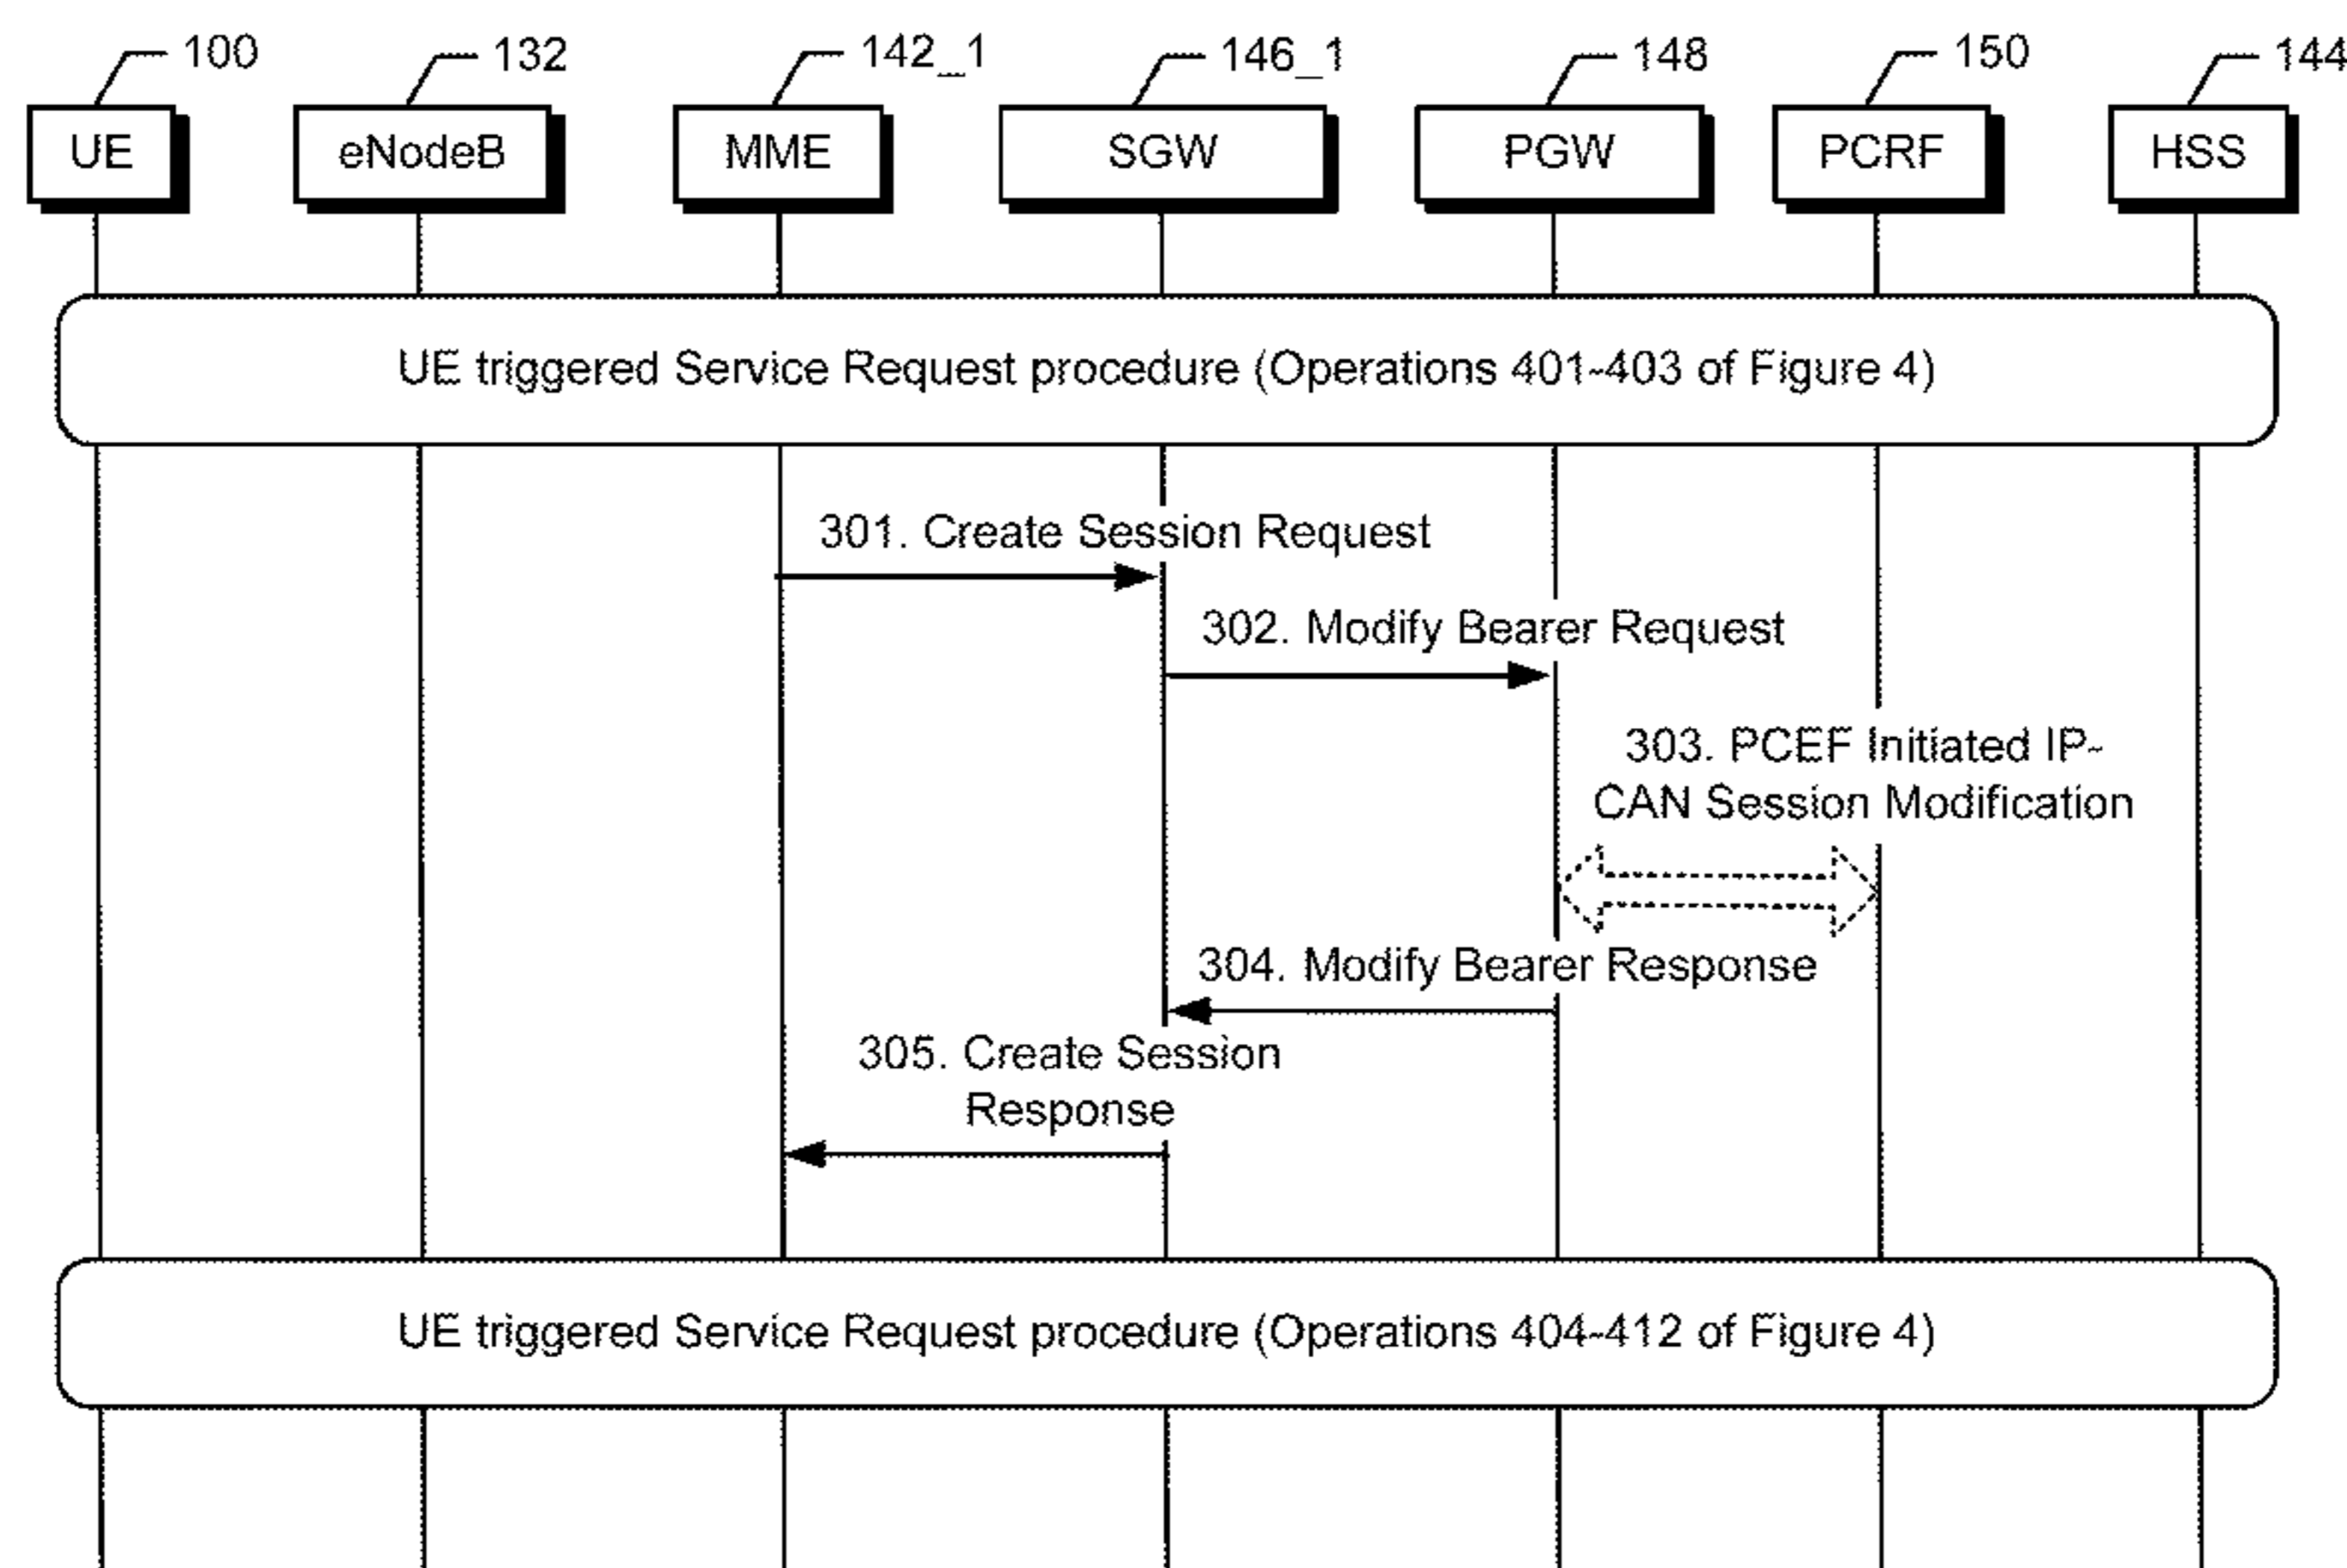 100
132
142_1
146_1
148
150
144
UE
eNodeB
MME
SGW
PGW
PCRF
HSS
UE triggered Service Request procedure (Operations 401-403 of Figure 4)
301. Create Session Request
302. Modify Bearer Request
303. PCEF Initiated IP-
CAN Session Modification
304. Modify Bearer Response
305. Create Session
Response
UE triggered Service Request procedure (Operations 404-412 of Figure 4)